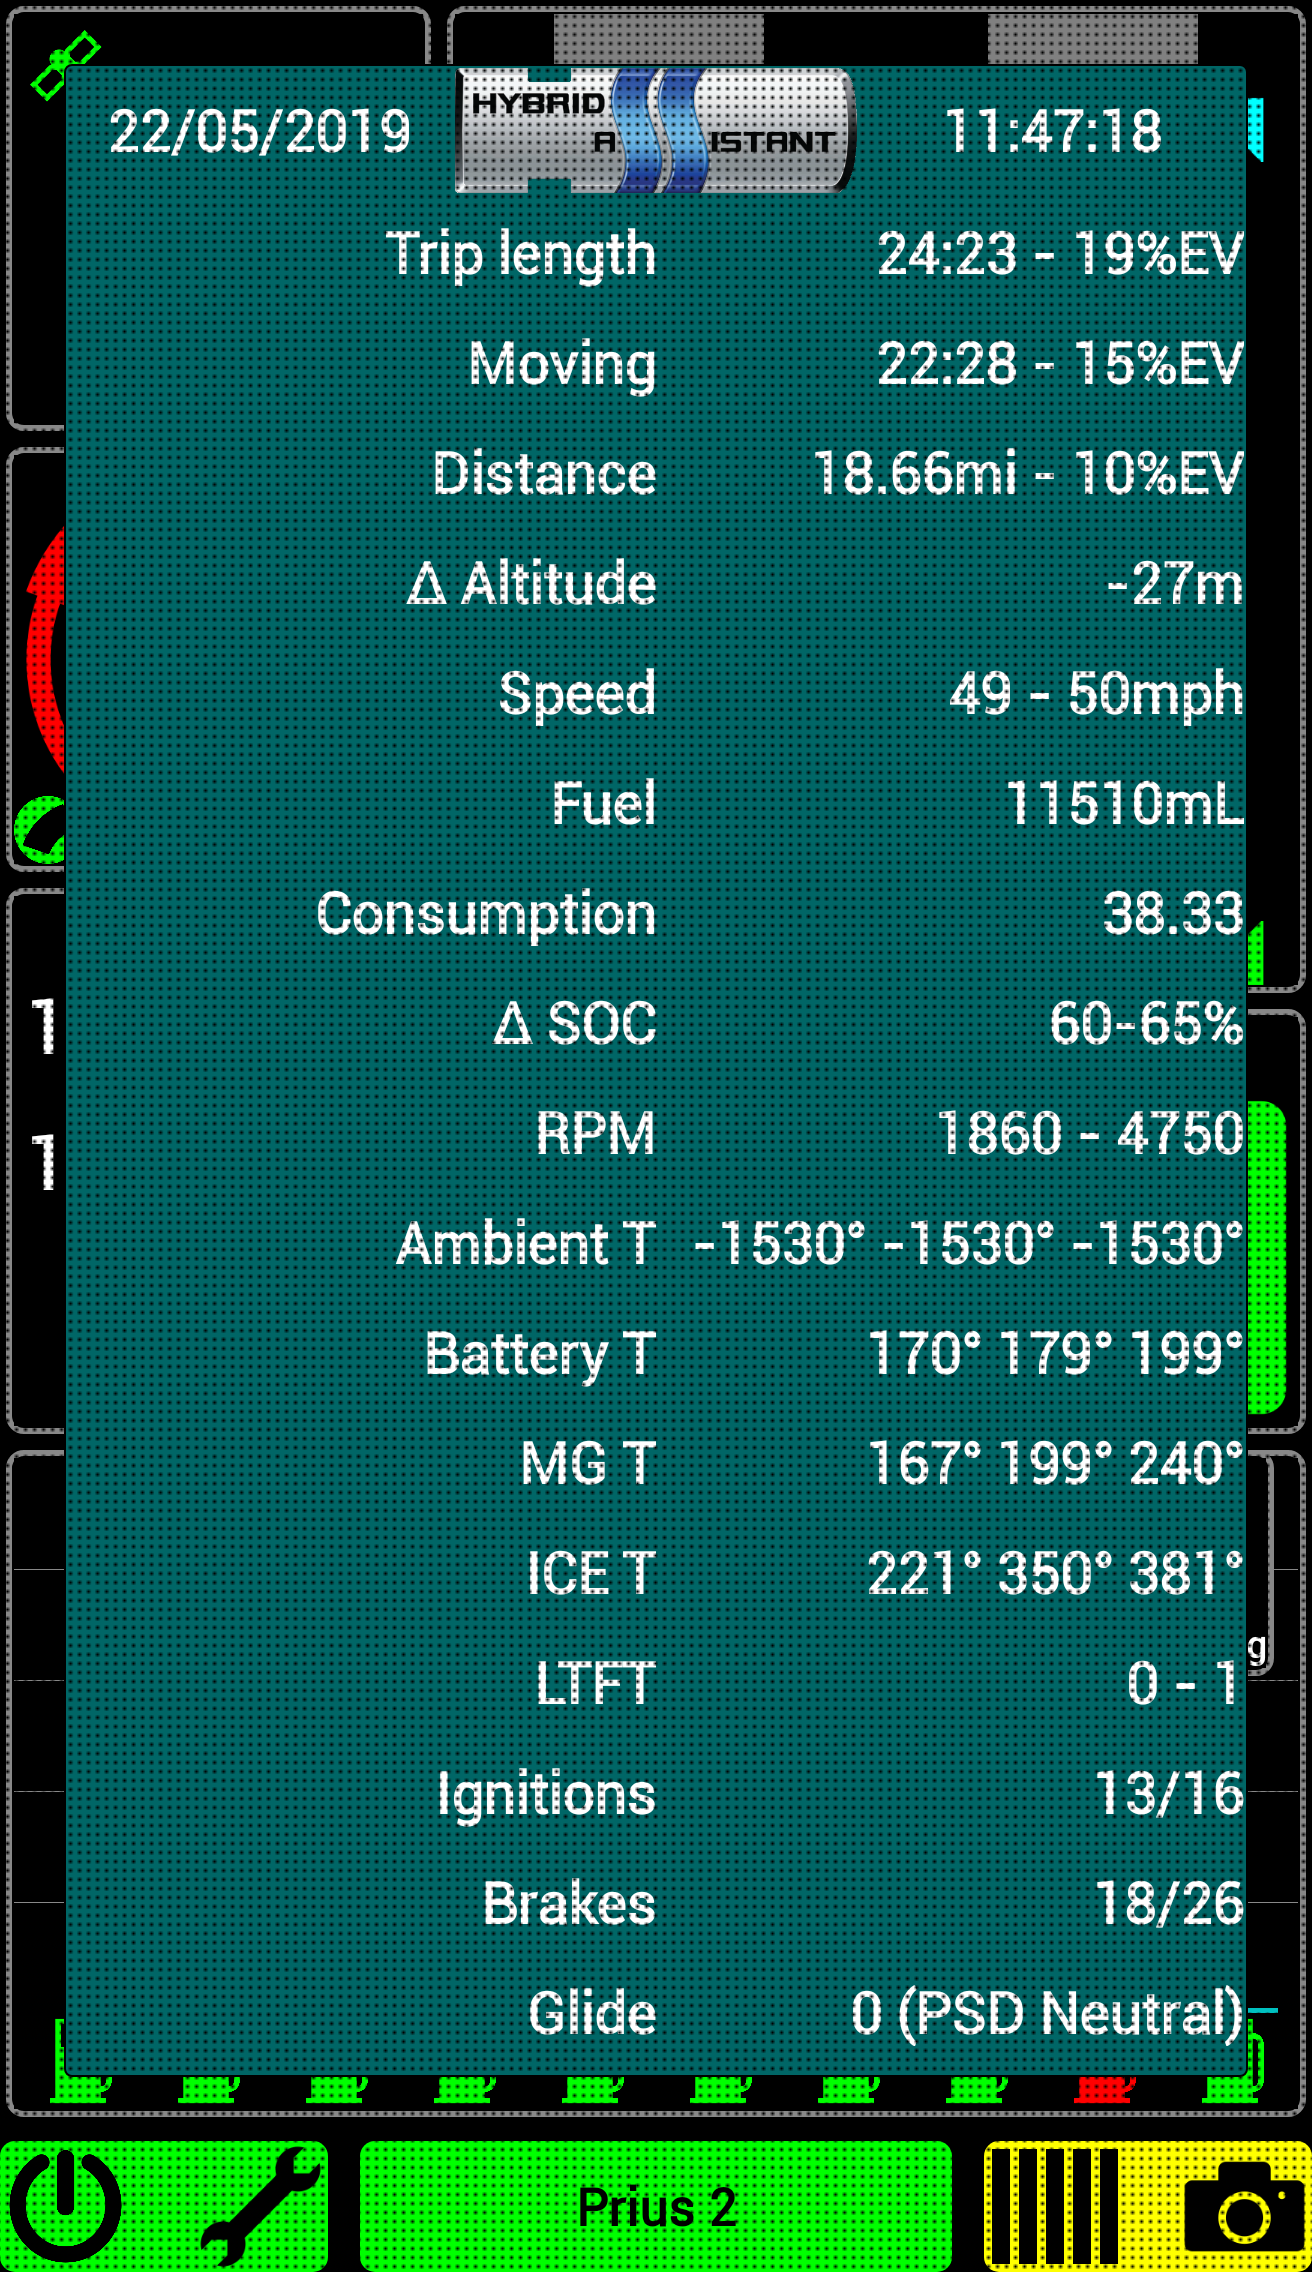 22/05/2019 HYBRID ASSISTANT 11:47:18
Trip length 24:23 - 19%EV
Moving 22:28 - 15%EV
Distance 18.66mi - 10%EV
Δ Altitude -27m
Speed 49 - 50mph
Fuel 11510mL
Consumption 38.33
Δ SOC 60-65%
1
RPM 1860 - 4750
1
Ambient T -1530° -1530° -1530°
Battery T 170° 179° 199°
MG T 167° 199° 240°
ICE T 221° 350° 381°
g
LTFT 0 - 1
Ignitions 13/16
Brakes 18/26
Glide 0 (PSD Neutral)
Prius 2